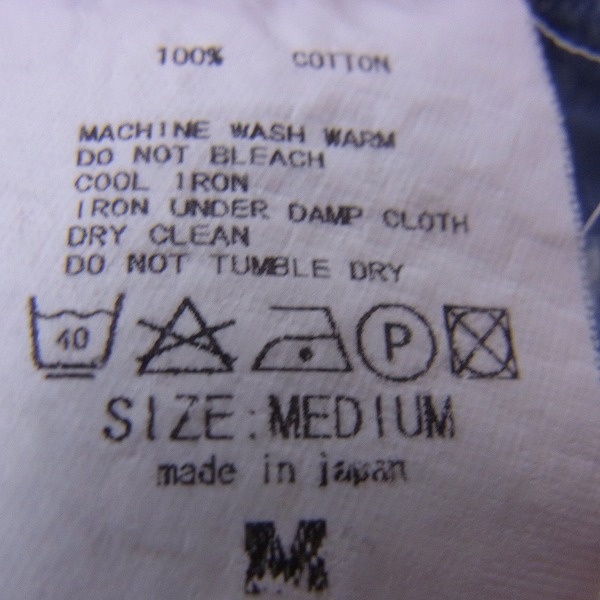 100% COTTON
MACHINE WASH WARM
DO NOT BLEACH
COOL IRON
IRON UNDER DAMP CLOTH
DRY CLEAN
DO NOT TUMBLE DRY
40 P
SIZE:MEDIUM
made in japan
M